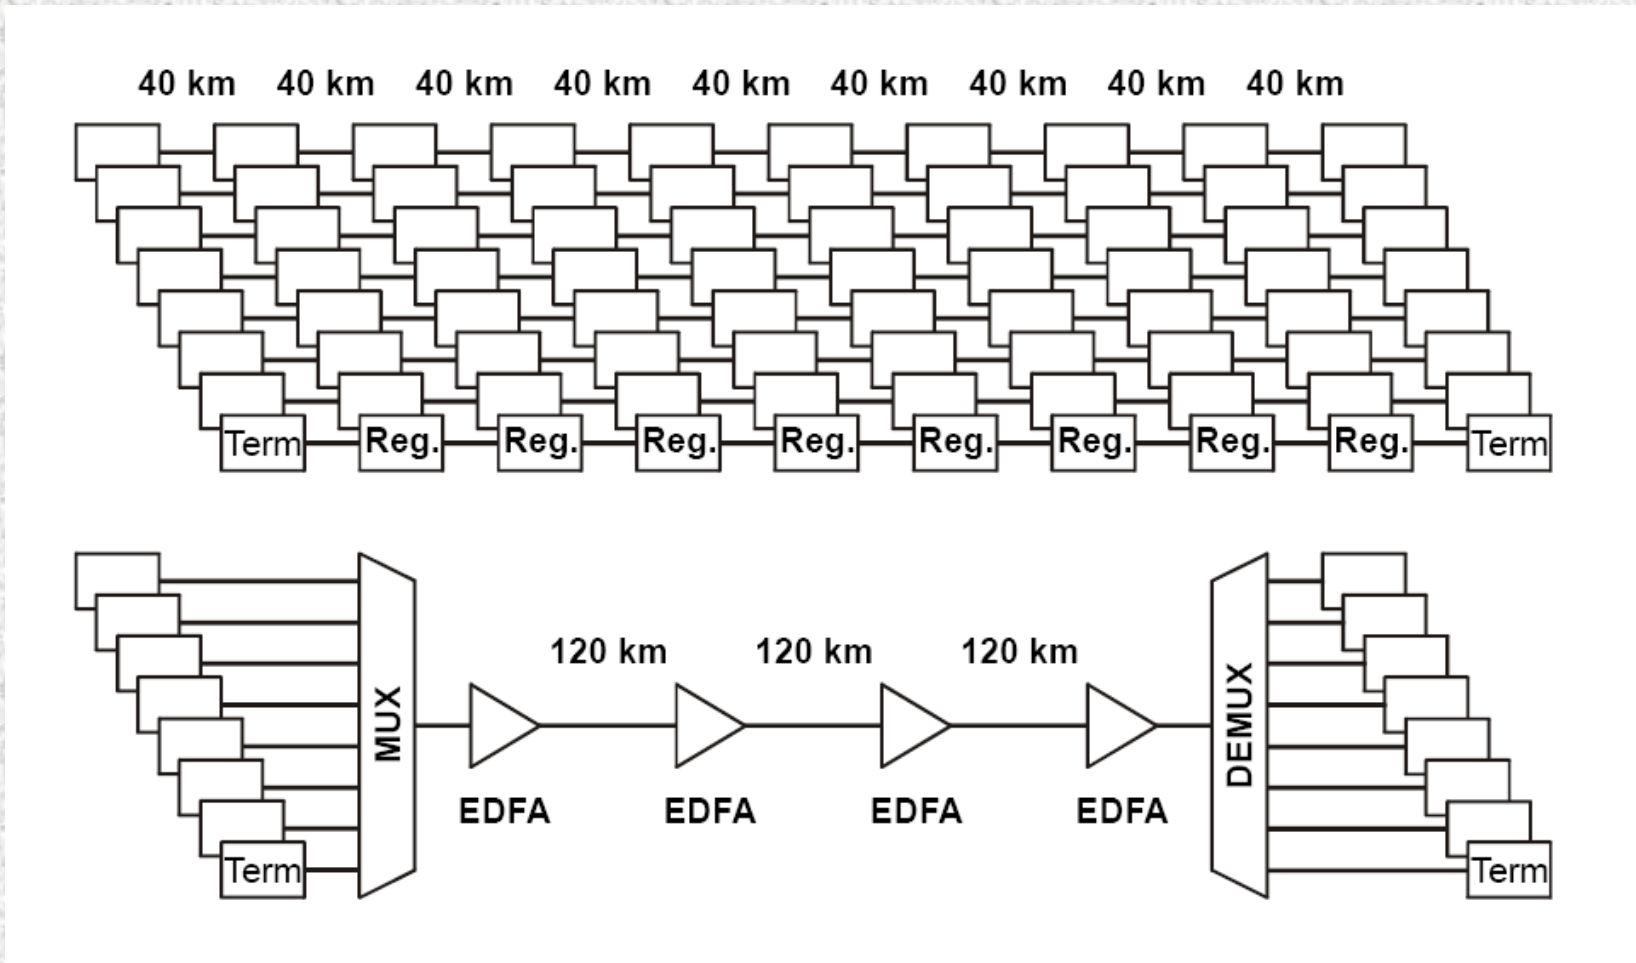 40 km 40 km 40 km 40 km 40 km 40 km 40 km 40 km 40 km
Term Reg. Reg. Reg. Reg. Reg. Reg. Reg. Reg. Term
120 km 120 km 120 km
MUX
DEMUX
EDFA EDFA EDFA EDFA
Term Term